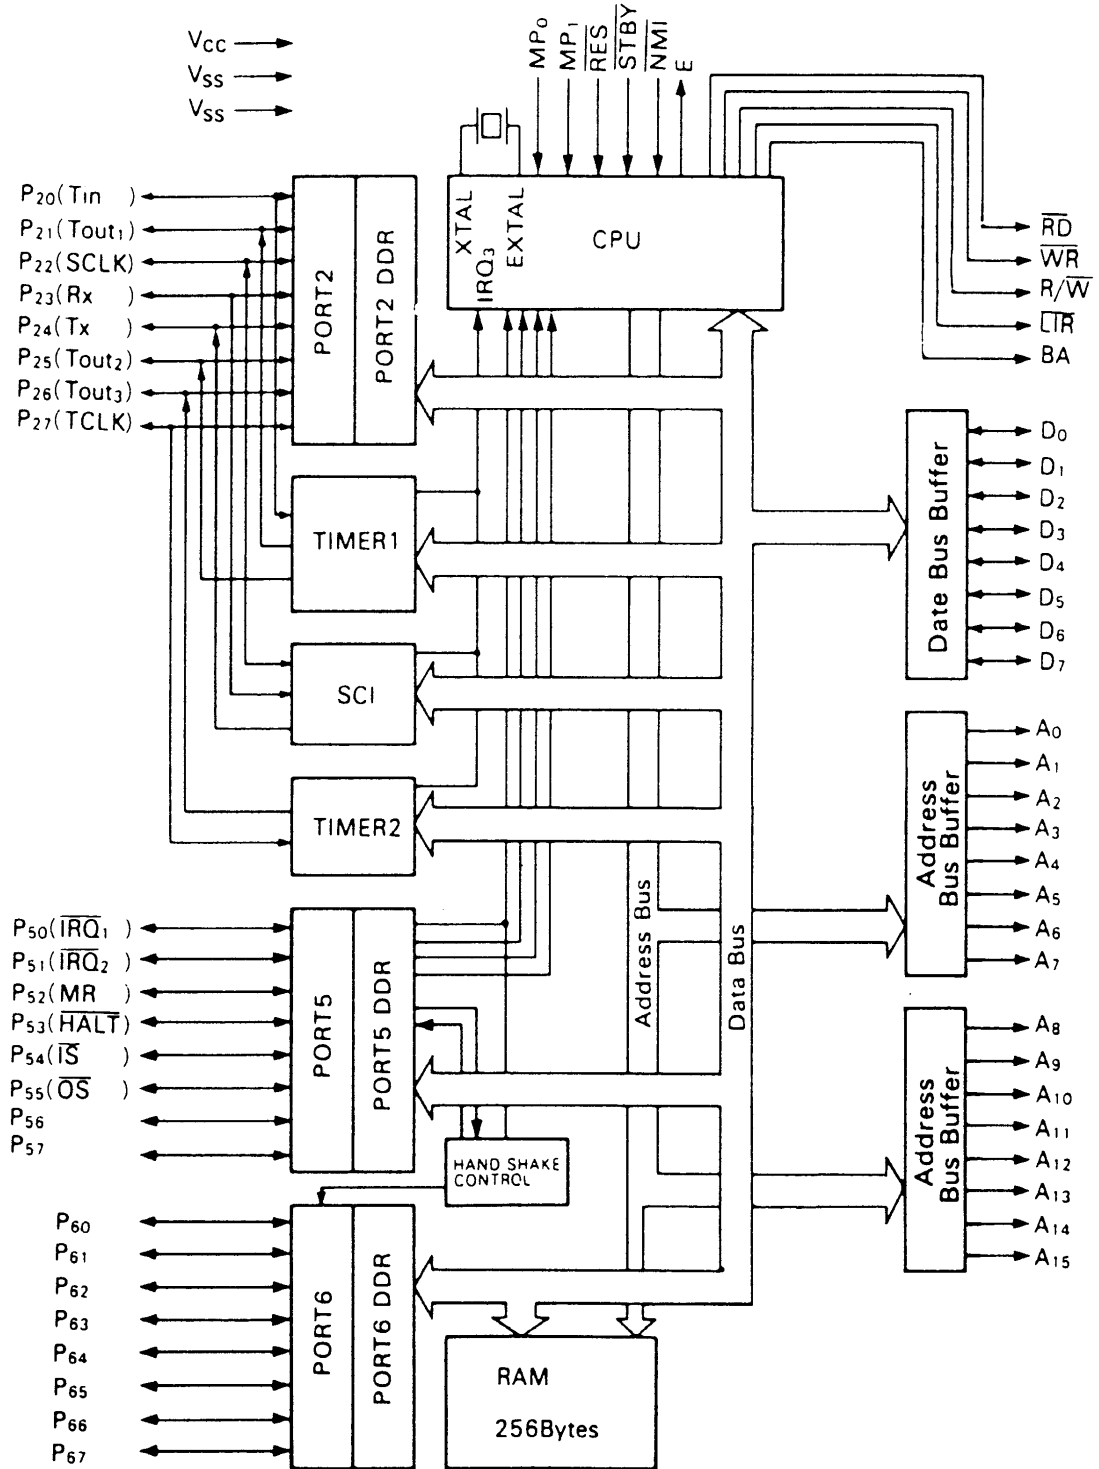 VCC
VSS
VSS
MP0
MP1
RES
STBY
NMI
E
XTAL
IRQ3
EXTAL
CPU
RD
WR
R/W
LIR
BA
P20(Tin )
P21(Tout1)
P22(SCLK)
P23(Rx )
P24(Tx )
P25(Tout2)
P26(Tout3)
P27(TCLK)
PORT2
PORT2 DDR
TIMER1
SCI
TIMER2
Date Bus Buffer
D0
D1
D2
D3
D4
D5
D6
D7
Address
Bus Buffer
A0
A1
A2
A3
A4
A5
A6
A7
Address Bus
Data Bus
P50(IRQ1)
P51(IRQ2)
P52(MR )
P53(HALT)
P54(IS )
P55(OS )
P56
P57
PORT5
PORT5 DDR
HAND SHAKE
CONTROL
Address
Bus Buffer
A8
A9
A10
A11
A12
A13
A14
A15
P60
P61
P62
P63
P64
P65
P66
P67
PORT6
PORT6 DDR
RAM
256Bytes